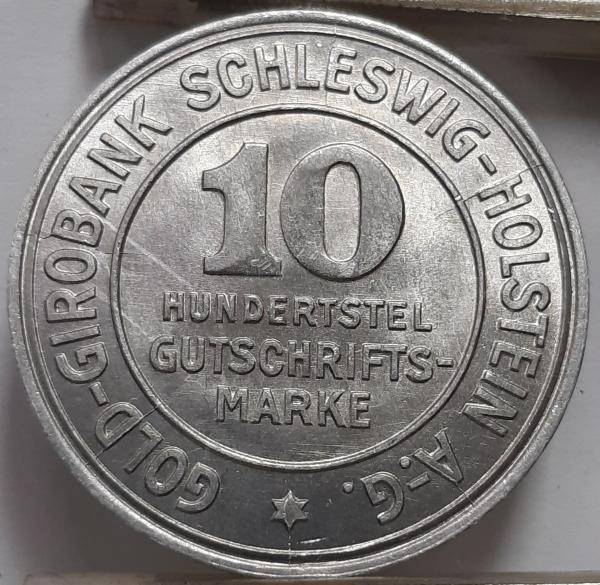 GOLD-GIROBANK SCHLESWIG-HOLSTEIN A.-G.
10
HUNDERTSTEL
GUTSCHRIFTS-
MARKE